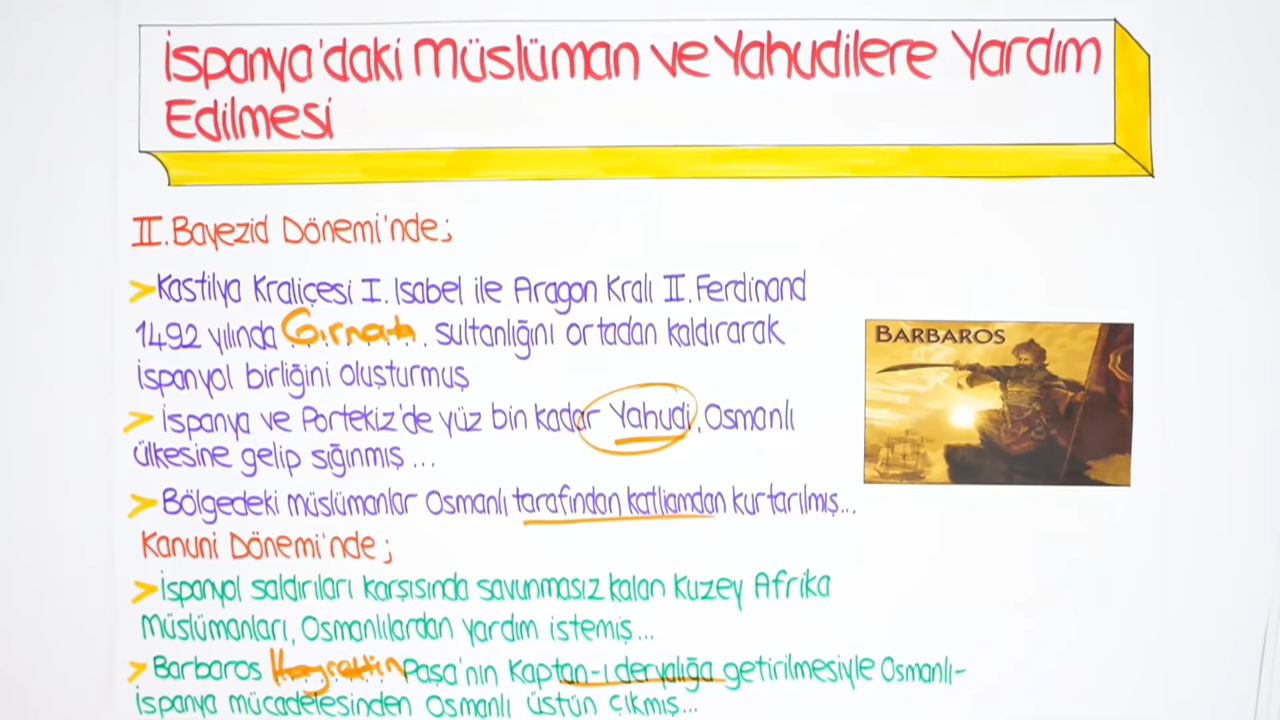 İspanya'daki Müslüman ve Yahudilere Yardım
Edilmesi
II. Bayezid Dönemi'nde;
➤Kastilya Kraliçesi I. Isabel ile Aragon Kralı II. Ferdinand
1492 yılında Gırnata. sultanlığını ortadan kaldırarak
İspanyol birliğini oluşturmuş
➤ İspanya ve Portekiz'de yüz bin kadar Yahudi, Osmanlı
ülkesine gelip sığınmış ...
➤ Bölgedeki müslümanlar Osmanlı tarafından katliamdan kurtarılmış...
BARBAROS
Kanuni Dönemi'nde;
➤İspanyol saldırıları karşısında savunmasız kalan Kuzey Afrika
Müslümanları, Osmanlılardan yardım istemiş...
➤ Barbaros Hayrettin Paşa'nın Kaptan-ı deryalığa getirilmesiyle Osmanlı-
İspanya mücadelesinden Osmanlı üstün çıkmış...